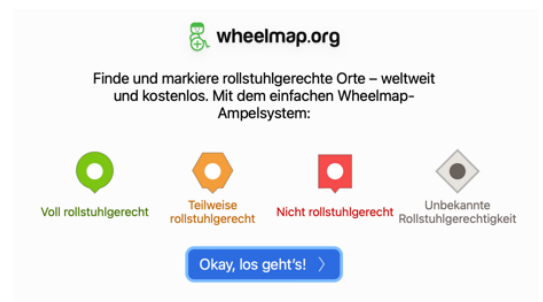 wheelmap.org
Finde und markiere rollstuhlgerechte Orte – weltweit
und kostenlos. Mit dem einfachen Wheelmap-
Ampelsystem:
Voll rollstuhlgerecht
Teilweise
rollstuhlgerecht
Nicht rollstuhlgerecht
Unbekannte
Rollstuhlgerechtigkeit
Okay, los geht's!